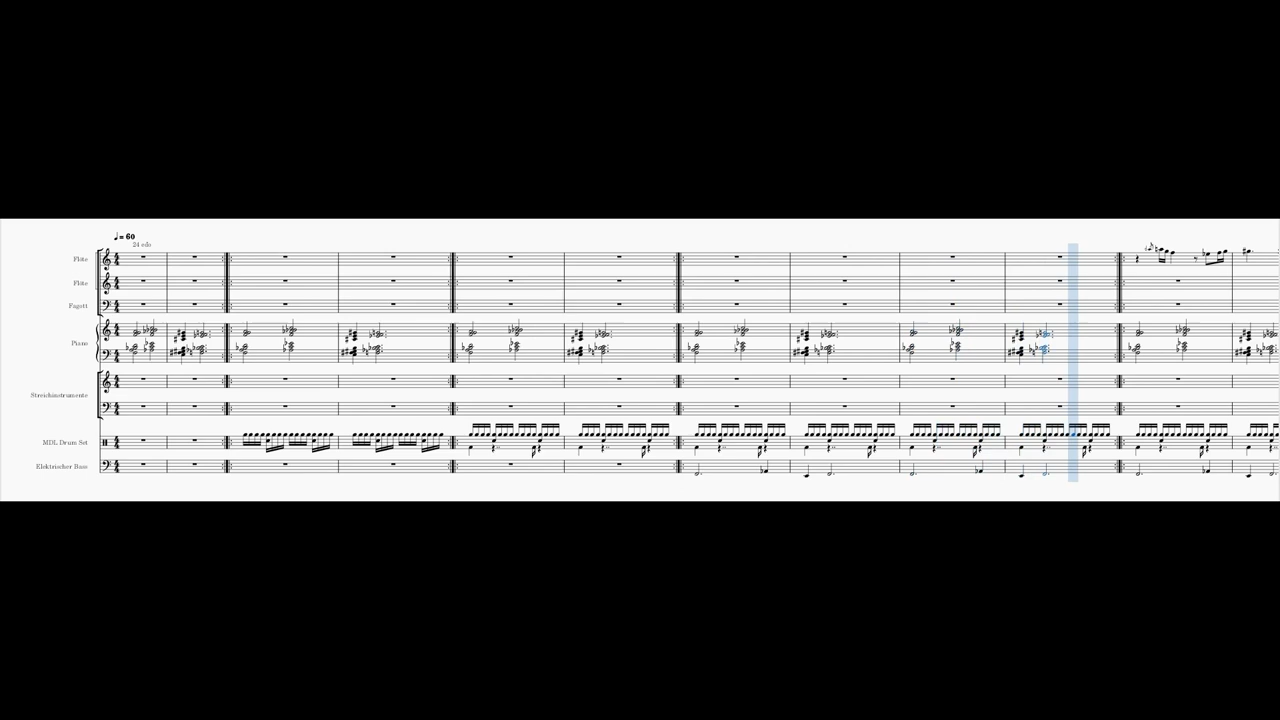 ♩ = 60
24 edo
Flöte
Flöte
Fagott
Piano
Streichinstrumente
MDL Drum Set
Elektrischer Bass